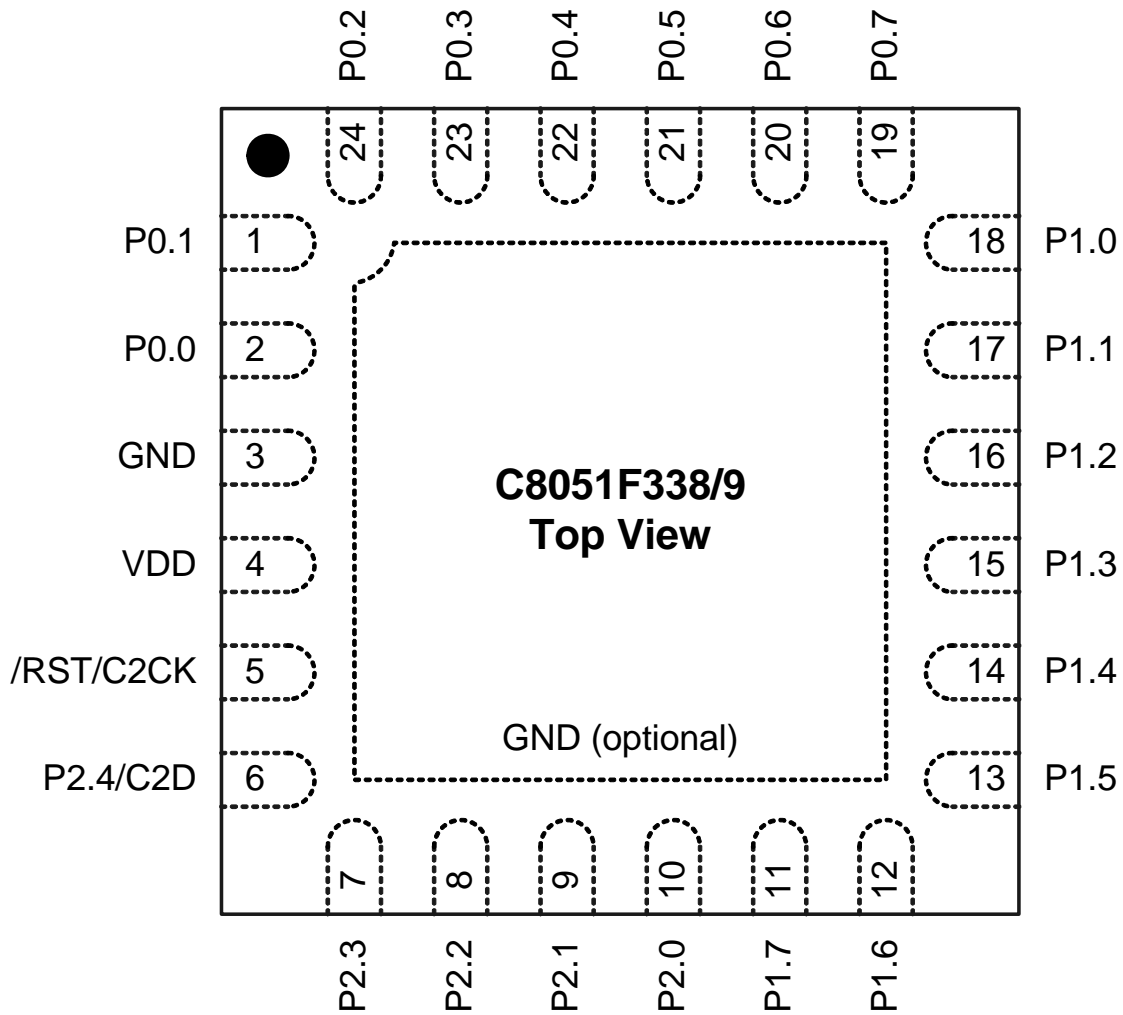 P0.2
P0.3
P0.4
P0.5
P0.6
P0.7
24
23
22
21
20
19
P0.1
1
18
P1.0
P0.0
2
17
P1.1
GND
3
16
P1.2
C8051F338/9
Top View
VDD
4
15
P1.3
/RST/C2CK
5
14
P1.4
GND (optional)
P2.4/C2D
6
13
P1.5
7
8
9
10
11
12
P2.3
P2.2
P2.1
P2.0
P1.7
P1.6